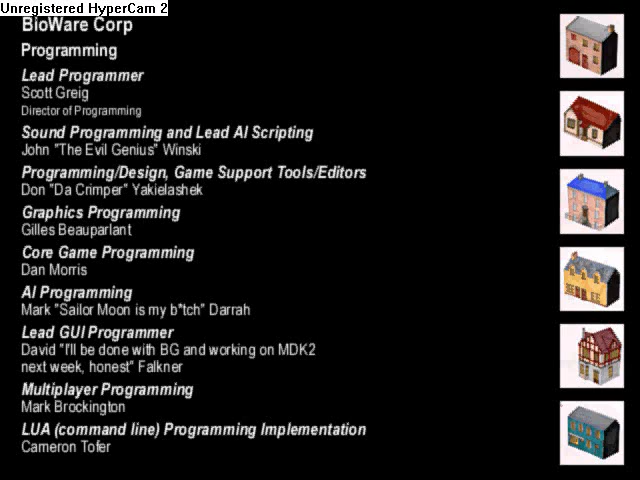 Unregistered HyperCam 2
BioWare Corp
Programming
Lead Programmer
Scott Greig
Director of Programming
Sound Programming and Lead AI Scripting
John "The Evil Genius" Winski
Programming/Design, Game Support Tools/Editors
Don "Da Crimper" Yakielashek
Graphics Programming
Gilles Beauparlant
Core Game Programming
Dan Morris
AI Programming
Mark "Sailor Moon is my b*tch" Darrah
Lead GUI Programmer
David "I'll be done with BG and working on MDK2
next week, honest" Falkner
Multiplayer Programming
Mark Brockington
LUA (command line) Programming Implementation
Cameron Tofer